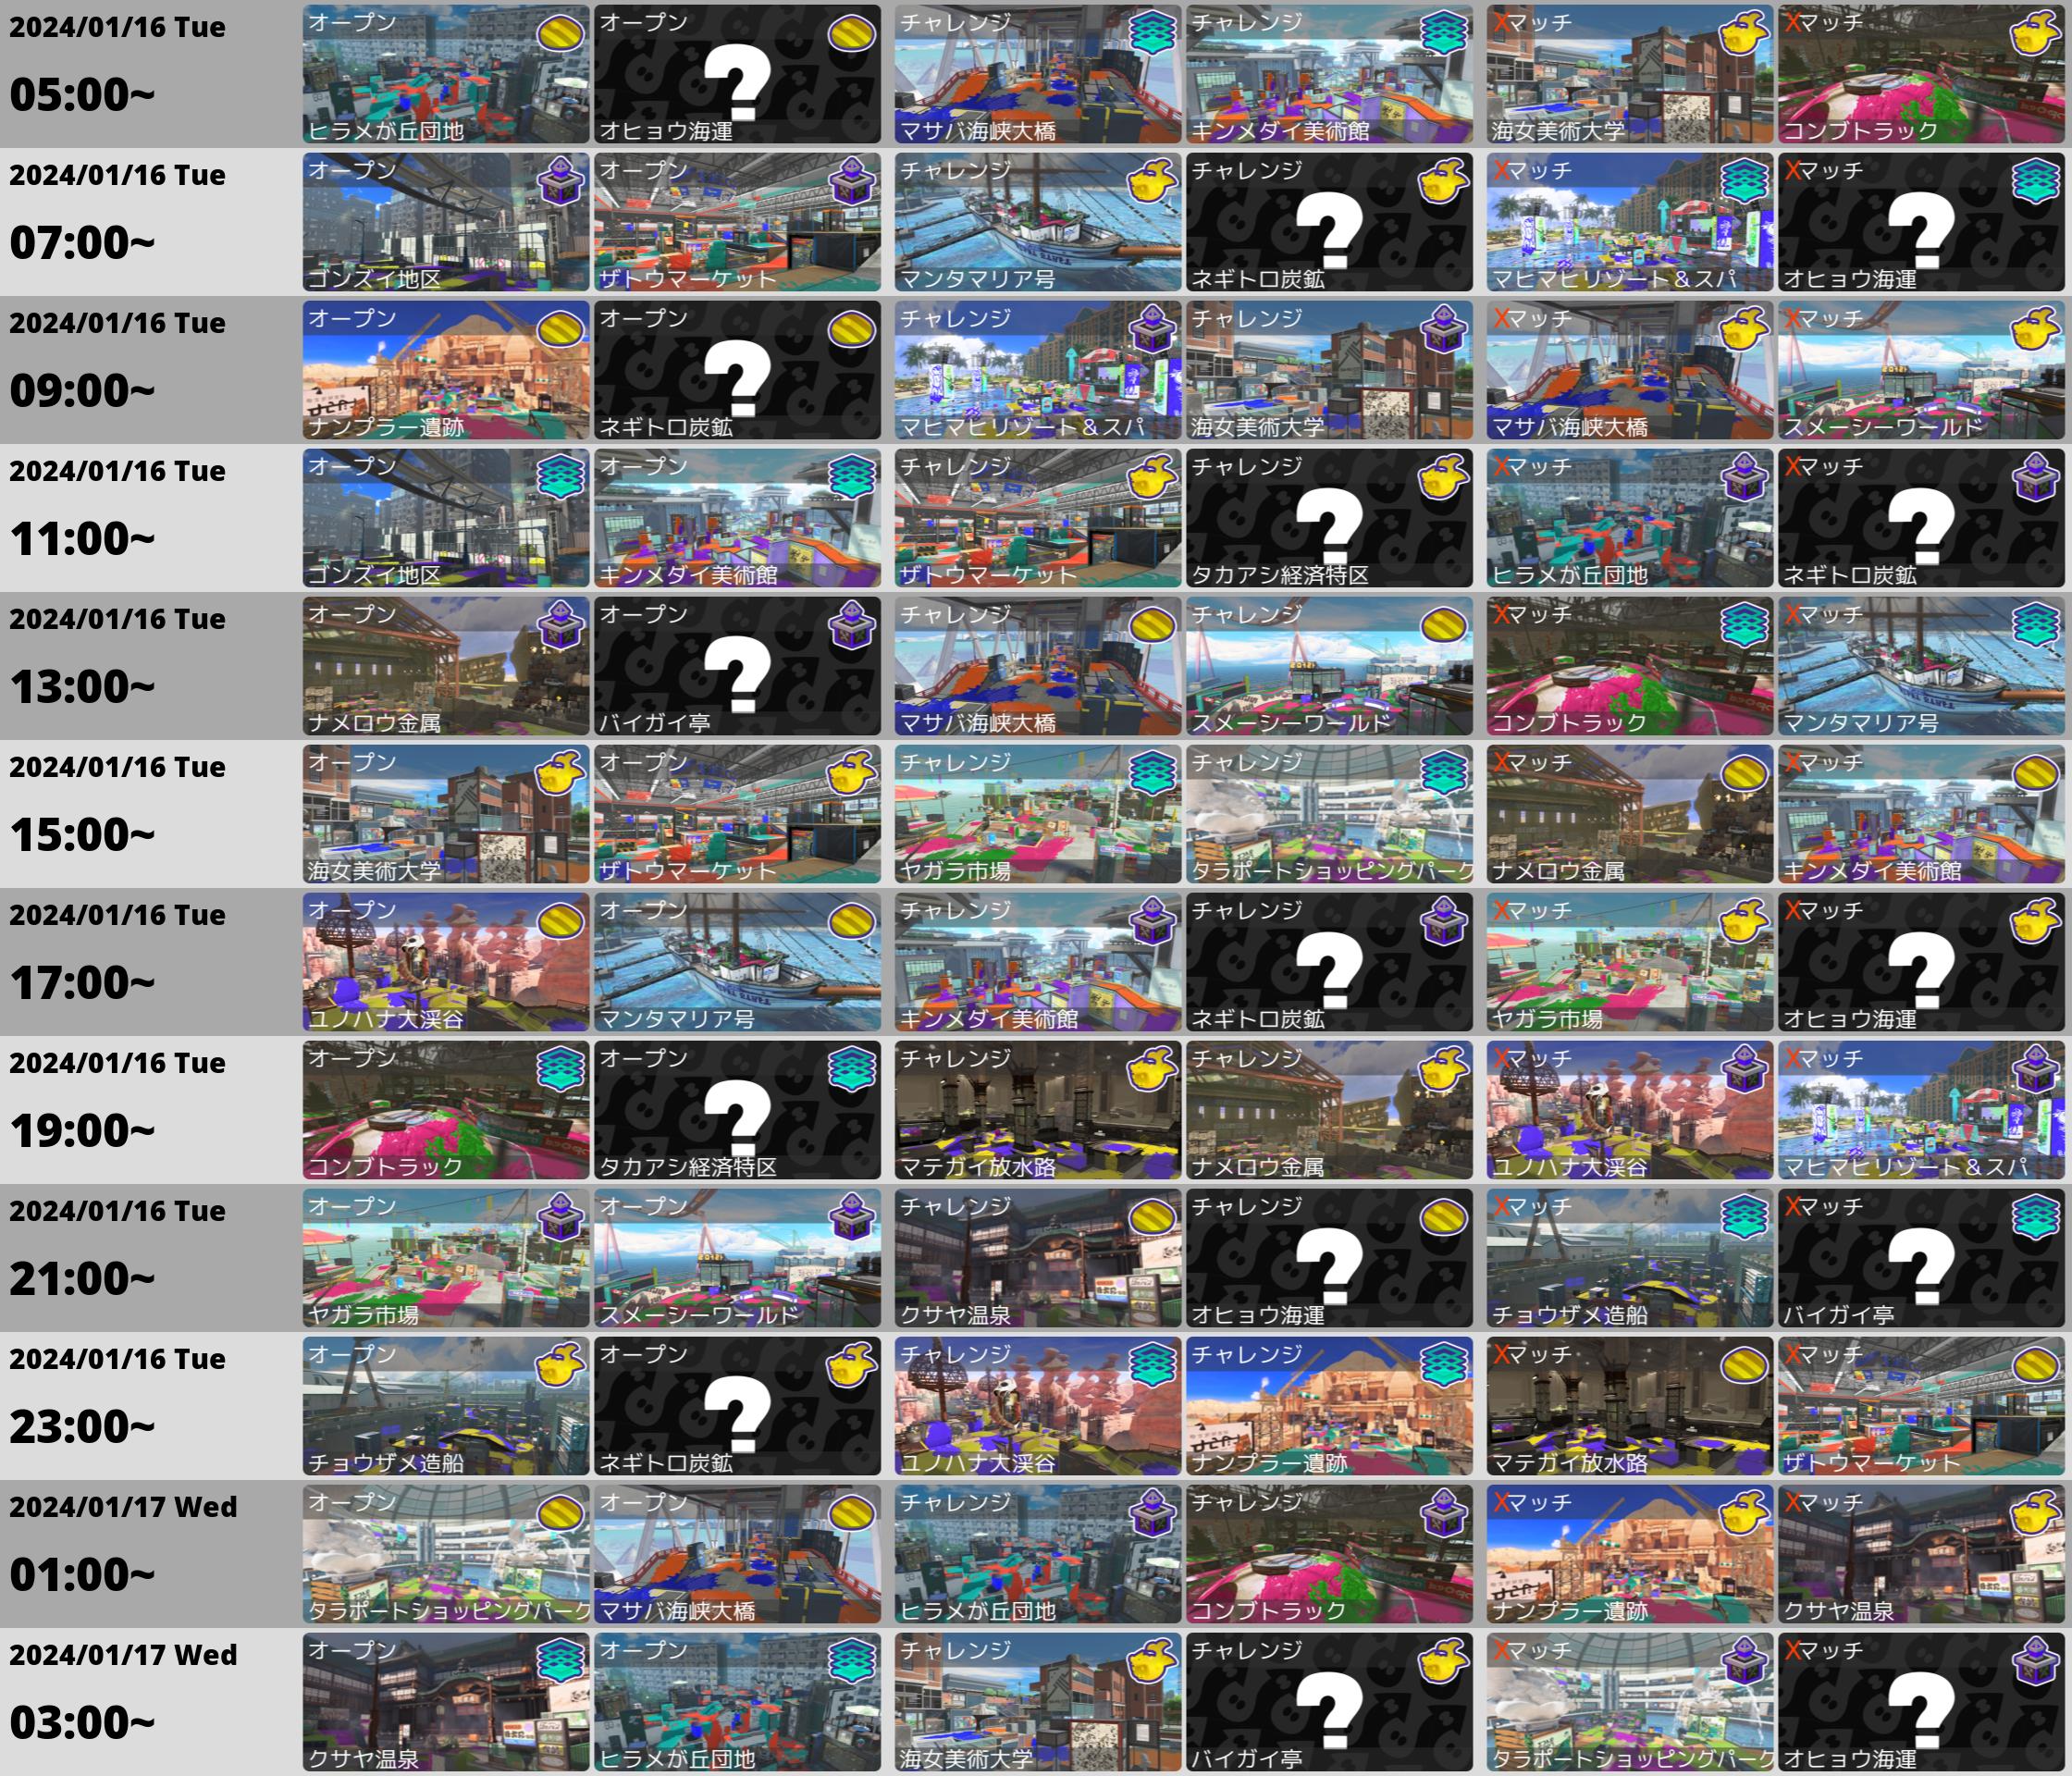 2024/01/16 Tue
05:00~
オープン オープン チャレンジ チャレンジ Xマッチ Xマッチ
ヒラメが丘団地 オヒョウ海運 マサバ海峡大橋 キンメダイ美術館 海女美術大学 コンブトラック
2024/01/16 Tue
07:00~
オープン オープン チャレンジ チャレンジ Xマッチ Xマッチ
ゴンズイ地区 ザトウマーケット マンタマリア号 ネギトロ炭鉱 マヒマヒリゾート＆スパ オヒョウ海運
2024/01/16 Tue
09:00~
オープン オープン チャレンジ チャレンジ Xマッチ Xマッチ
ナンプラー遺跡 ネギトロ炭鉱 マヒマヒリゾート＆スパ 海女美術大学 マサバ海峡大橋 スメーシーワールド
2024/01/16 Tue
11:00~
オープン オープン チャレンジ チャレンジ Xマッチ Xマッチ
ゴンズイ地区 キンメダイ美術館 ザトウマーケット タカアシ経済特区 ヒラメが丘団地 ネギトロ炭鉱
2024/01/16 Tue
13:00~
オープン オープン チャレンジ チャレンジ Xマッチ Xマッチ
ナメロウ金属 バイガイ亭 マサバ海峡大橋 スメーシーワールド コンブトラック マンタマリア号
2024/01/16 Tue
15:00~
オープン オープン チャレンジ チャレンジ Xマッチ Xマッチ
海女美術大学 ザトウマーケット ヤガラ市場 タラポートショッピングパーク ナメロウ金属 キンメダイ美術館
2024/01/16 Tue
17:00~
オープン オープン チャレンジ チャレンジ Xマッチ Xマッチ
ユノハナ大渓谷 マンタマリア号 キンメダイ美術館 ネギトロ炭鉱 ヤガラ市場 オヒョウ海運
2024/01/16 Tue
19:00~
オープン オープン チャレンジ チャレンジ Xマッチ Xマッチ
コンブトラック タカアシ経済特区 マテガイ放水路 ナメロウ金属 ユノハナ大渓谷 マヒマヒリゾート＆スパ
2024/01/16 Tue
21:00~
オープン オープン チャレンジ チャレンジ Xマッチ Xマッチ
ヤガラ市場 スメーシーワールド クサヤ温泉 オヒョウ海運 チョウザメ造船 バイガイ亭
2024/01/16 Tue
23:00~
オープン オープン チャレンジ チャレンジ Xマッチ Xマッチ
チョウザメ造船 ネギトロ炭鉱 ユノハナ大渓谷 ナンプラー遺跡 マテガイ放水路 ザトウマーケット
2024/01/17 Wed
01:00~
オープン オープン チャレンジ チャレンジ Xマッチ Xマッチ
タラポートショッピングパーク マサバ海峡大橋 ヒラメが丘団地 コンブトラック ナンプラー遺跡 クサヤ温泉
2024/01/17 Wed
03:00~
オープン オープン チャレンジ チャレンジ Xマッチ Xマッチ
クサヤ温泉 ヒラメが丘団地 海女美術大学 バイガイ亭 タラポートショッピングパーク オヒョウ海運